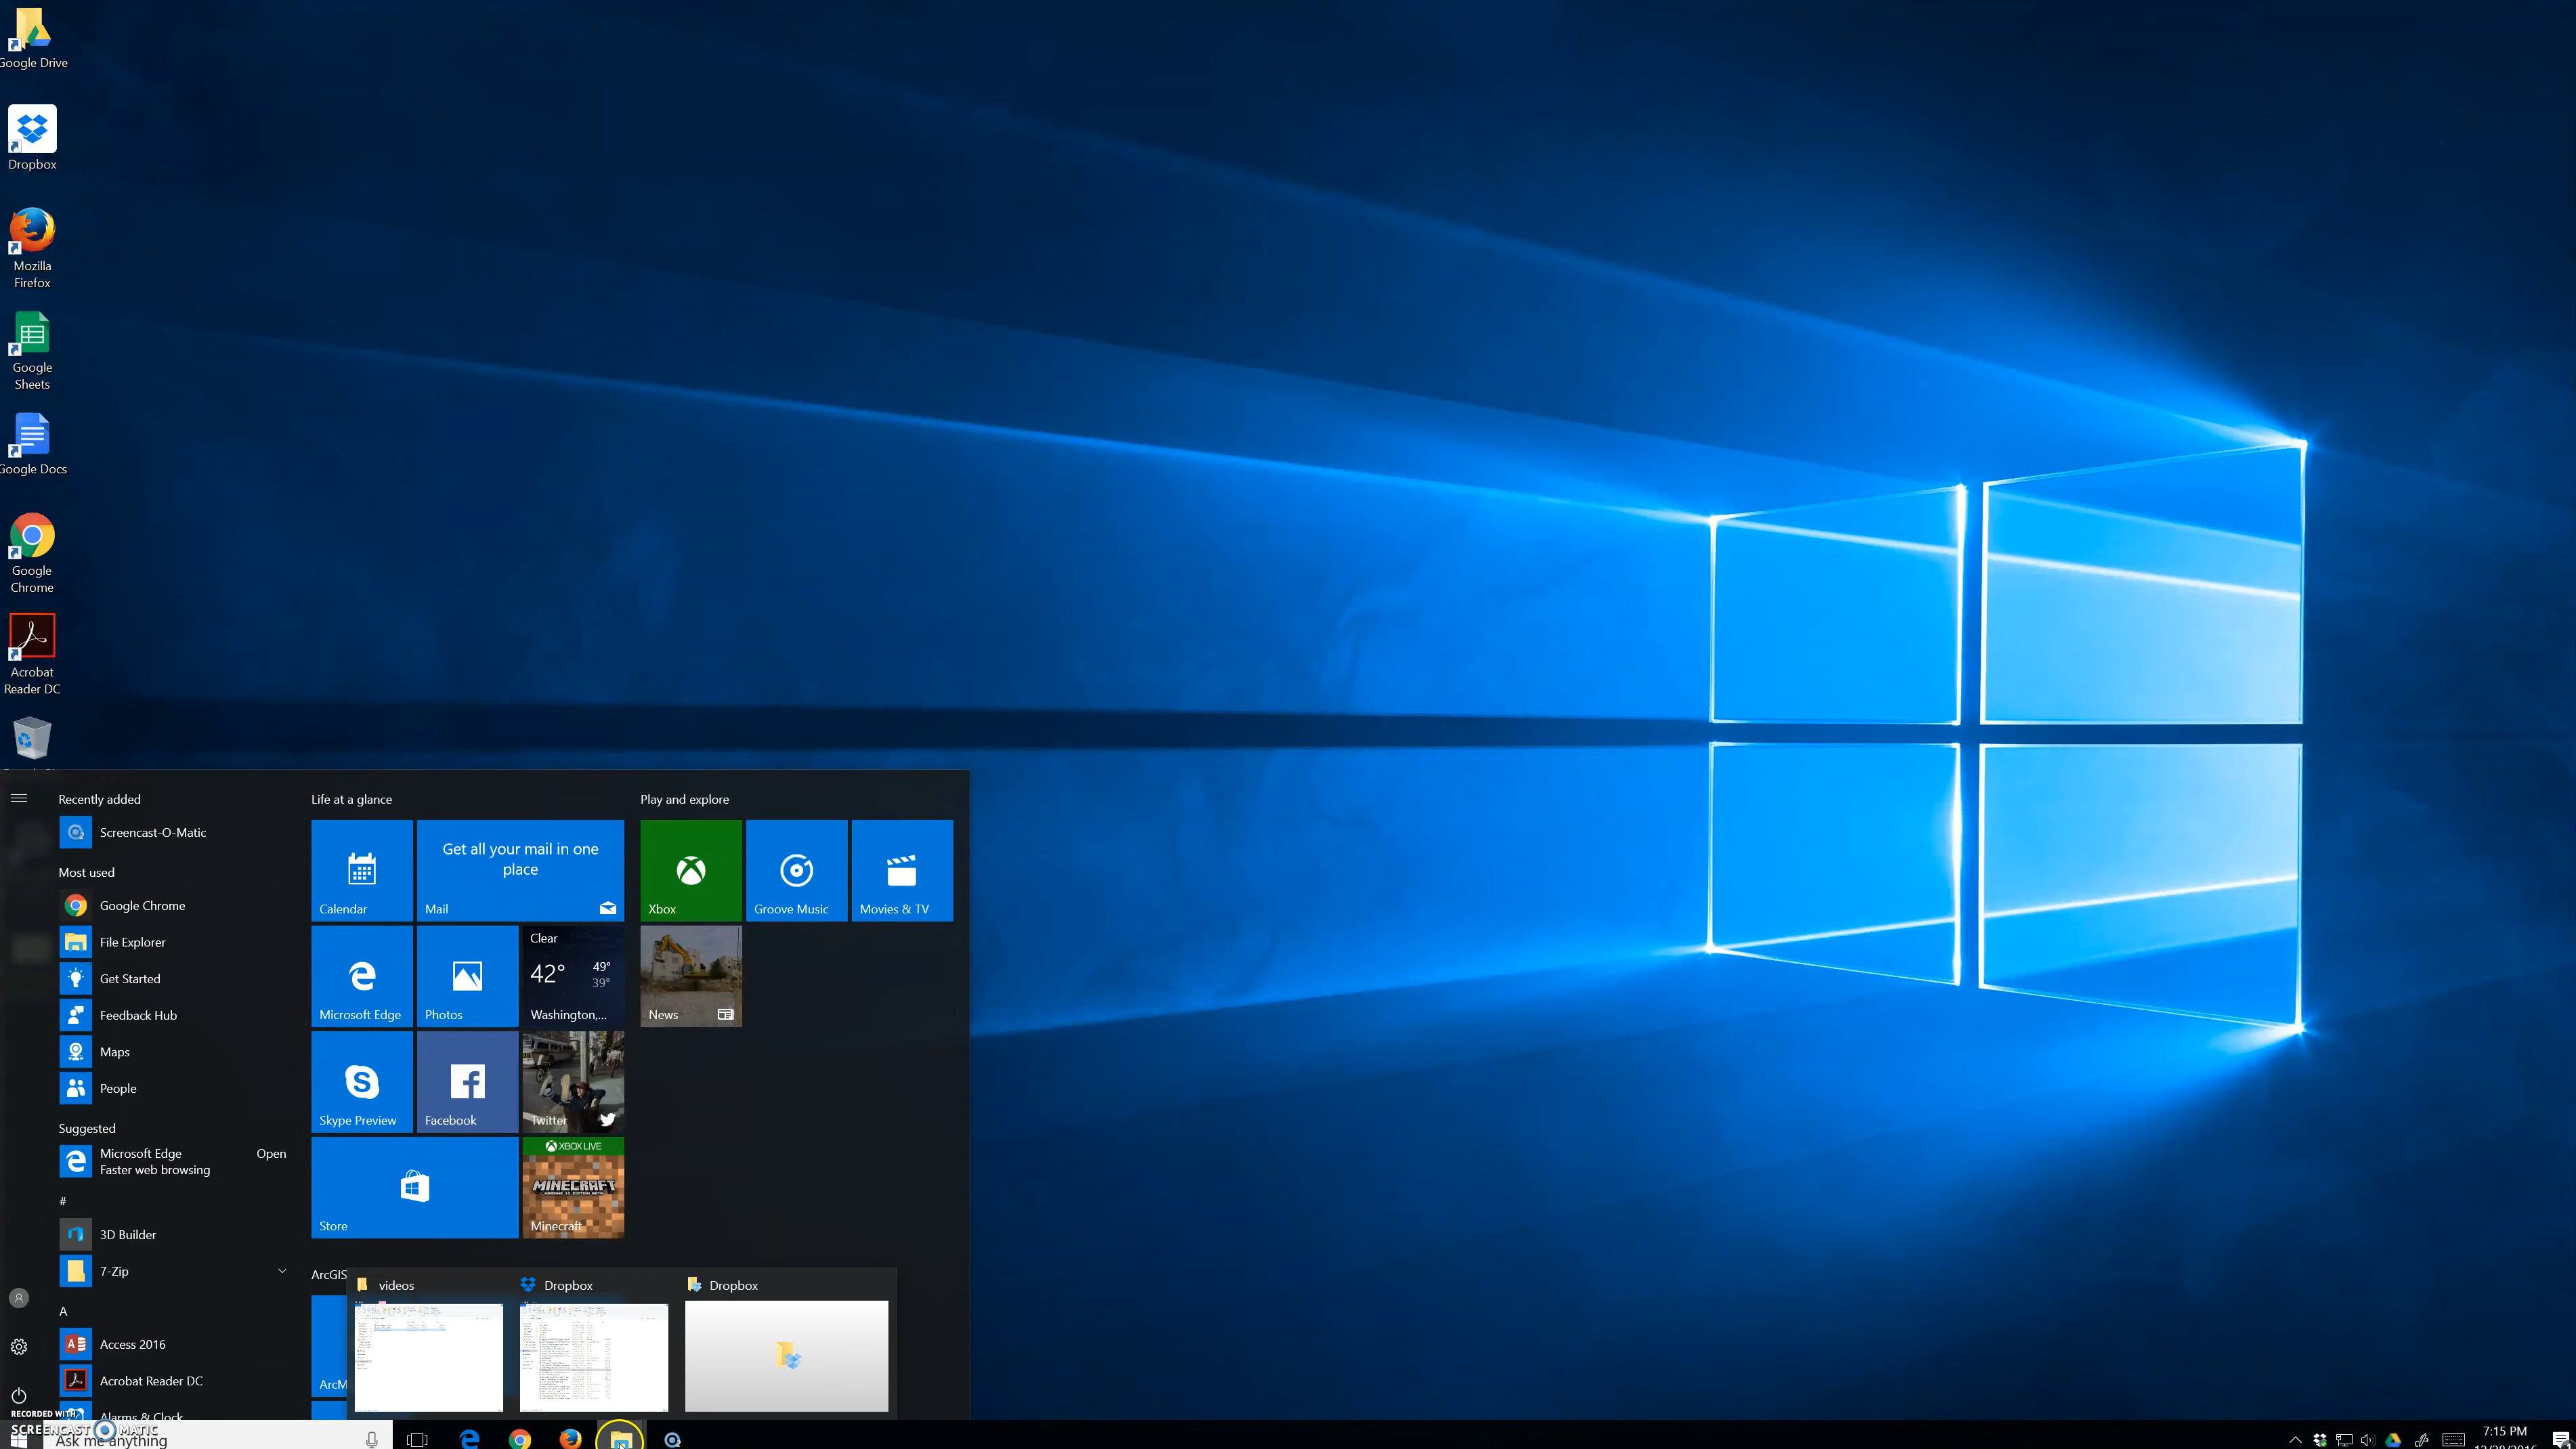 Google Drive
Dropbox
Mozilla
Firefox
Google
Sheets
Google Docs
Google
Chrome
Acrobat
Reader DC
Recently added
Screencast-O-Matic
Most used
Google Chrome
File Explorer
Get Started
Feedback Hub
Maps
People
Suggested
Microsoft Edge
Open
Faster web browsing
#
3D Builder
7-Zip
A
Access 2016
Acrobat Reader DC
Alarms & Clock
Life at a glance
Calendar
Get all your mail in one
place
Mail
Microsoft Edge
Photos
Clear
42° 49°
39°
Washington,...
Skype Preview
Facebook
Twitter
Store
XBOX LIVE
MINECRAFT
Minecraft
Play and explore
Xbox
Groove Music
Movies & TV
News
ArcGIS
ArcM
videos
Dropbox
Dropbox
RECORDED WITH
SCREENCAST MATIC
Ask me anything
7:15 PM